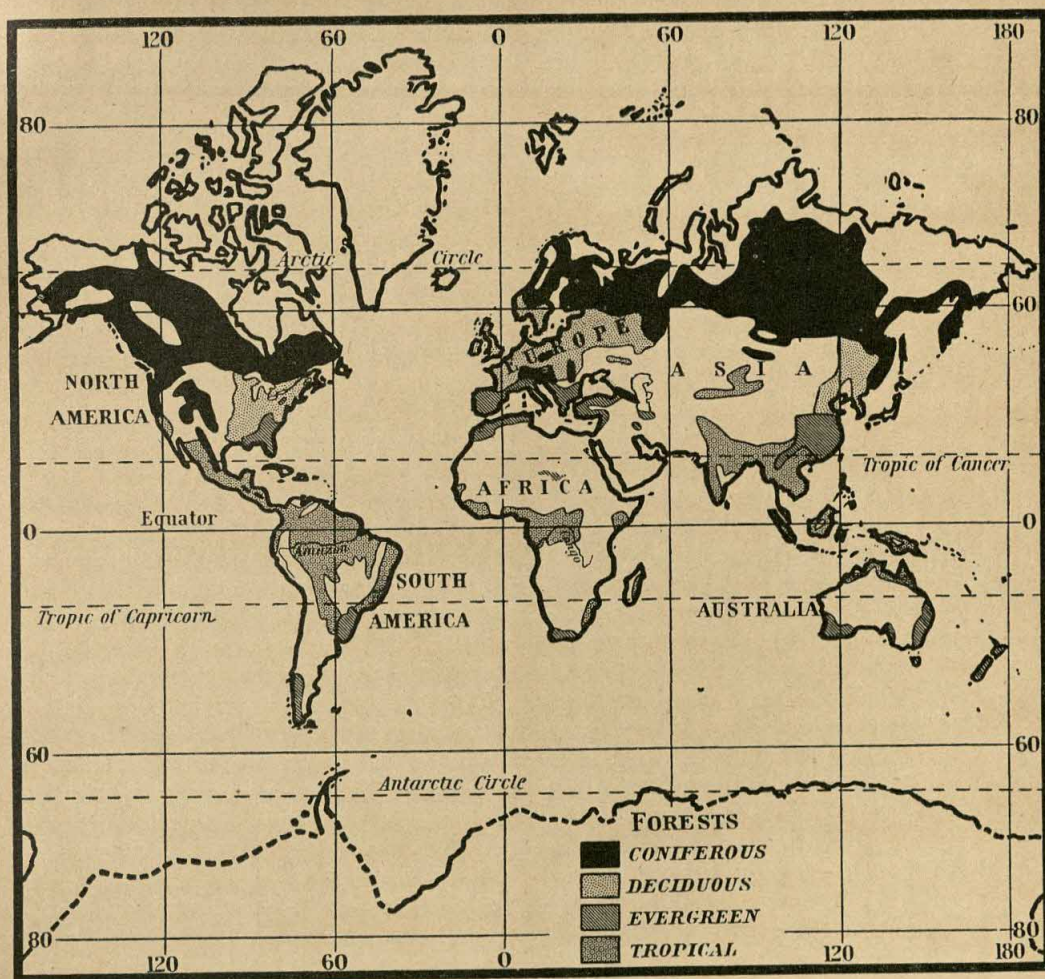 120 60 0 60 120 180
80 80
Arctic Circle
60
EUROPE
ASIA
NORTH
AMERICA
Tropic of Cancer
AFRICA
Equator
0 0
Amazon
SOUTH
AMERICA
AUSTRALIA
Tropic of Capricorn
60 60
Antarctic Circle
FORESTS
CONIFEROUS
DECIDUOUS
EVERGREEN
TROPICAL
80 80
120 60 0 120 180